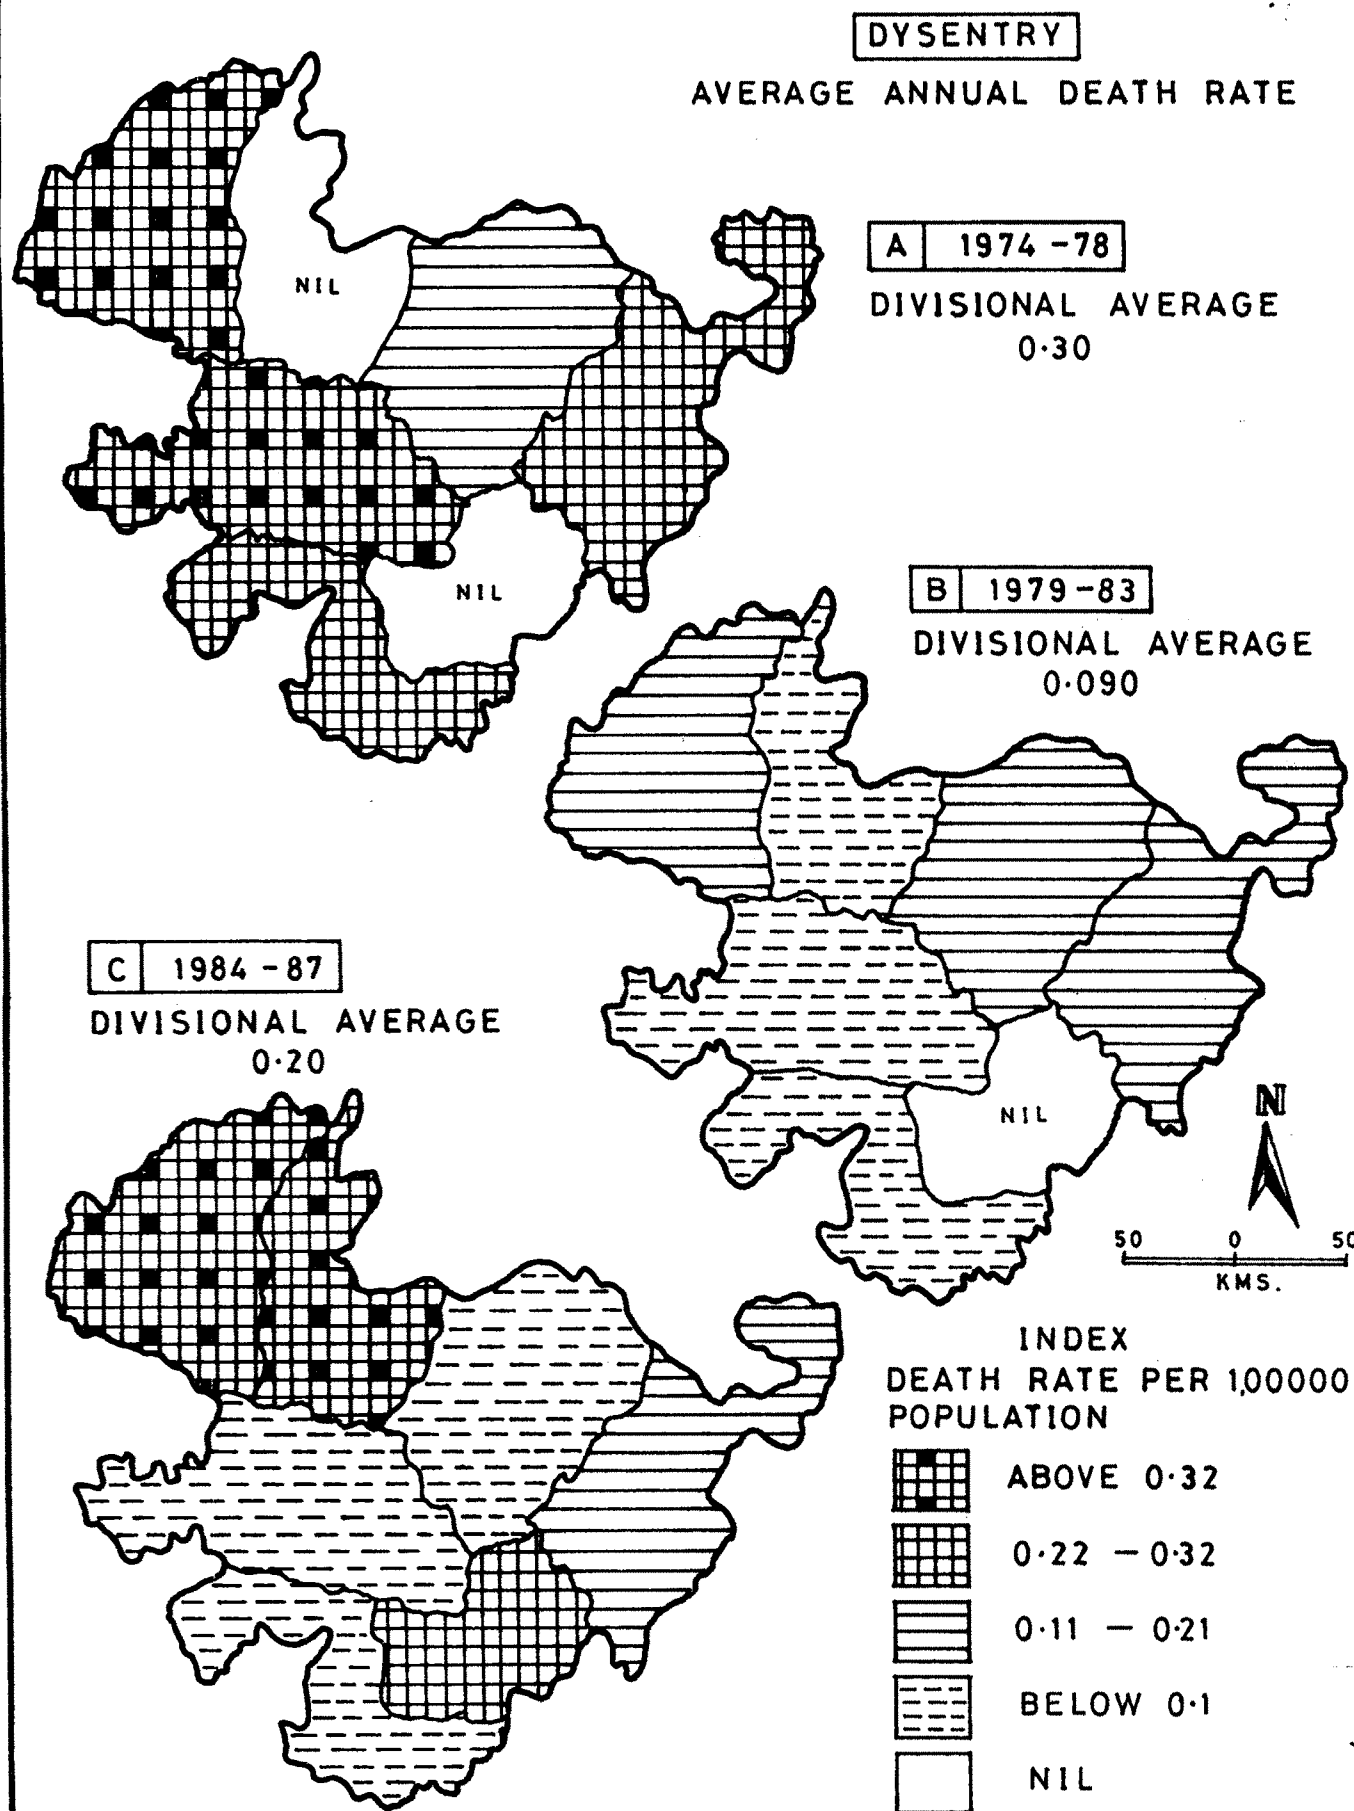 DYSENTRY
AVERAGE ANNUAL DEATH RATE
A 1974-78
DIVISIONAL AVERAGE
0·30
NIL
NIL
B 1979-83
DIVISIONAL AVERAGE
0·090
NIL
C 1984-87
DIVISIONAL AVERAGE
0·20
N
50 0 50
KMS.
INDEX
DEATH RATE PER 1,00000
POPULATION
ABOVE 0·32
0·22 - 0·32
0·11 - 0·21
BELOW 0·1
NIL